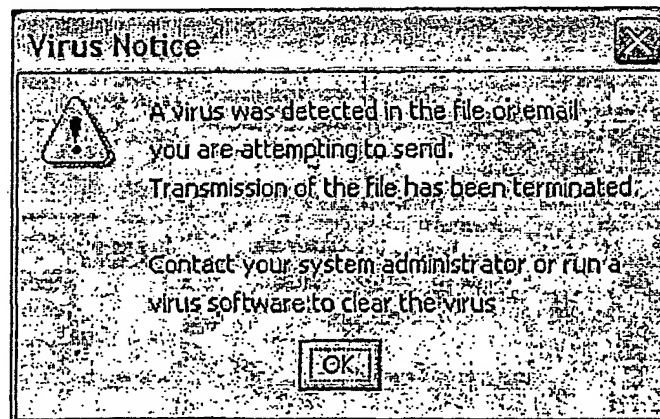 Virus Notice
A virus was detected in the file or email
you are attempting to send.
Transmission of the file has been terminated.
Contact your system administrator or run a
virus software to clear the virus
OK